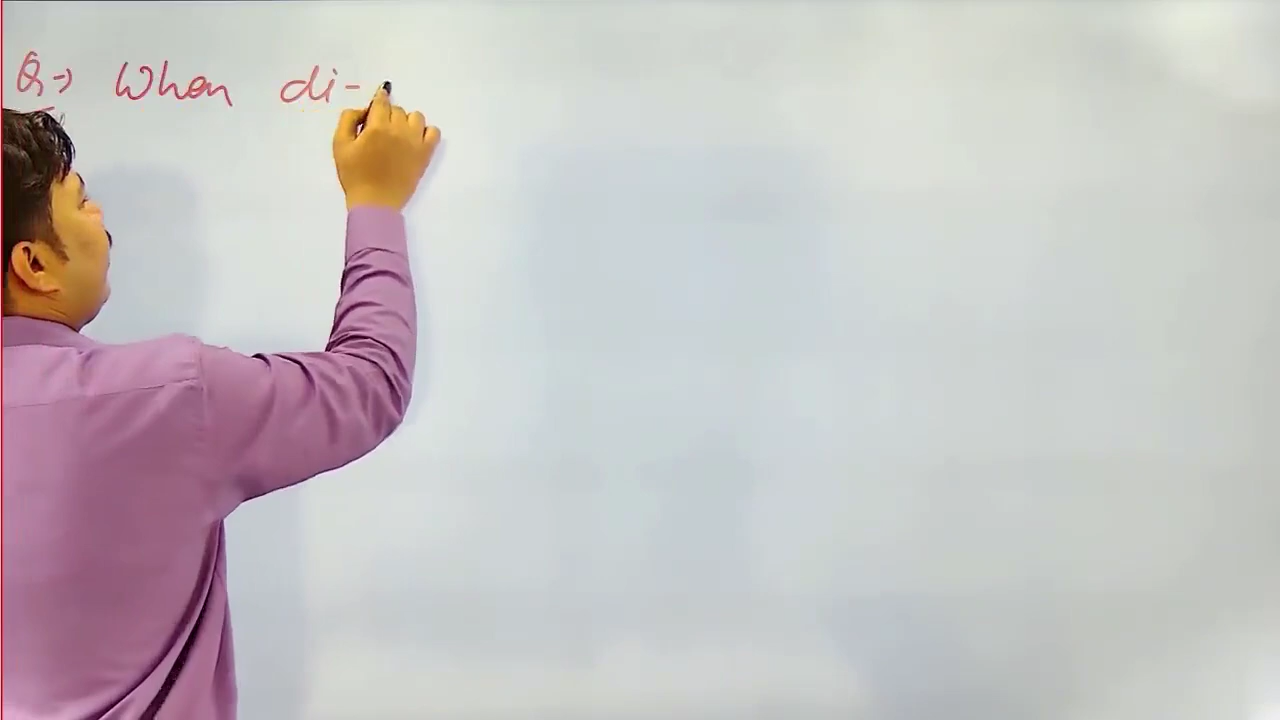 Q→ When di-